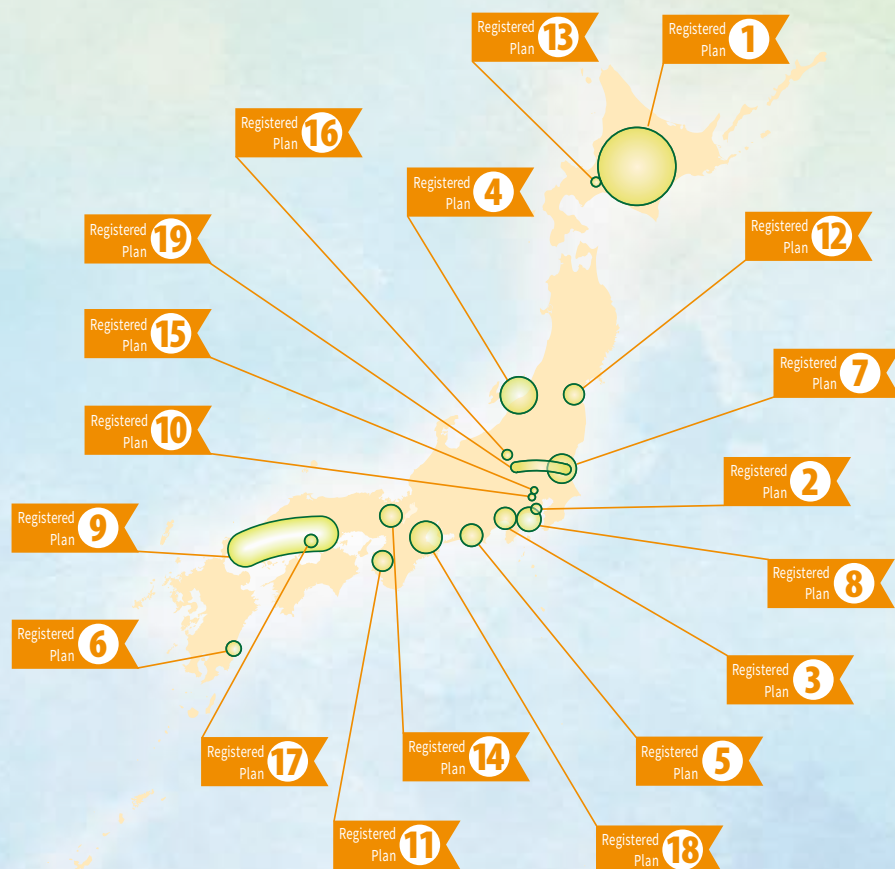 Registered
Plan 13
Registered
Plan 1
Registered
Plan 16
Registered
Plan 4
Registered
Plan 19
Registered
Plan 12
Registered
Plan 15
Registered
Plan 7
Registered
Plan 10
Registered
Plan 2
Registered
Plan 9
Registered
Plan 8
Registered
Plan 6
Registered
Plan 3
Registered
Plan 17
Registered
Plan 14
Registered
Plan 5
Registered
Plan 11
Registered
Plan 18